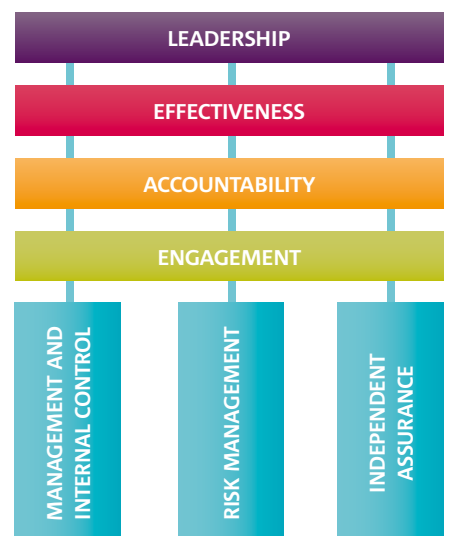 LEADERSHIP
EFFECTIVENESS
ACCOUNTABILITY
ENGAGEMENT
MANAGEMENT AND
INTERNAL CONTROL
RISK MANAGEMENT
INDEPENDENT
ASSURANCE